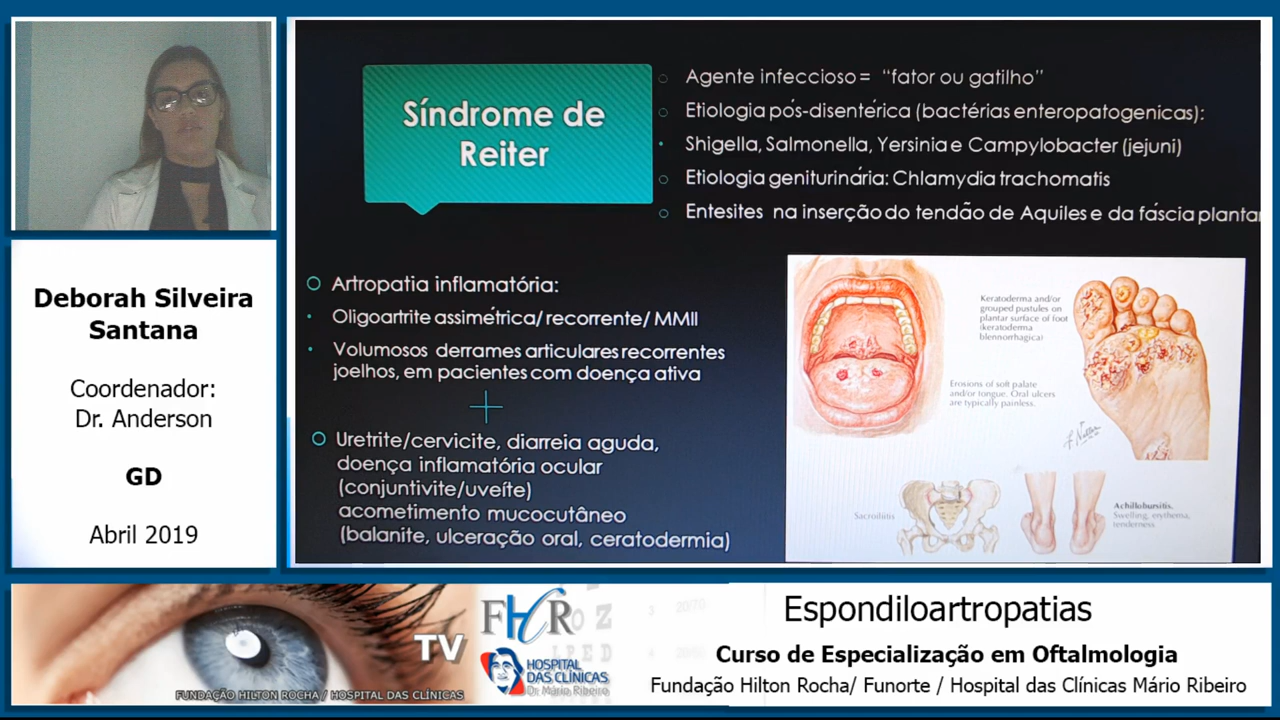 Síndrome de
Reiter
Agente infeccioso = "fator ou gatilho"
Etiologia pós-disentérica (bactérias enteropatogenicas):
Shigella, Salmonella, Yersinia e Campylobacter (jejuni)
Etiologia geniturinária: Chlamydia trachomatis
Entesites na inserção do tendão de Aquiles e da fáscia plantar
Artropatia inflamatória:
Oligoartrite assimétrica/ recorrente/ MMII
Volumosos derrames articulares recorrentes
joelhos, em pacientes com doença ativa
Uretrite/cervicite, diarreia aguda,
doença inflamatória ocular
(conjuntivite/uveíte)
acometimento mucocutâneo
(balanite, ulceração oral, ceratodermia)
Keratoderma and/or
grouped pustules on
plantar surface of foot
(keratoderma
blennorrhagica)
Erosions of soft palate
and/or tongue. Oral ulcers
are typically painless.
Sacroiliitis
Achillobursitis.
Swelling, erythema,
tenderness
Deborah Silveira
Santana
Coordenador:
Dr. Anderson
GD
Abril 2019
TV
FUNDAÇÃO HILTON ROCHA / HOSPITAL DAS CLÍNICAS
FHR
HOSPITAL
DAS CLÍNICAS
Dr. Mário Ribeiro
Espondiloartropatias
Curso de Especialização em Oftalmologia
Fundação Hilton Rocha/ Funorte / Hospital das Clínicas Mário Ribeiro